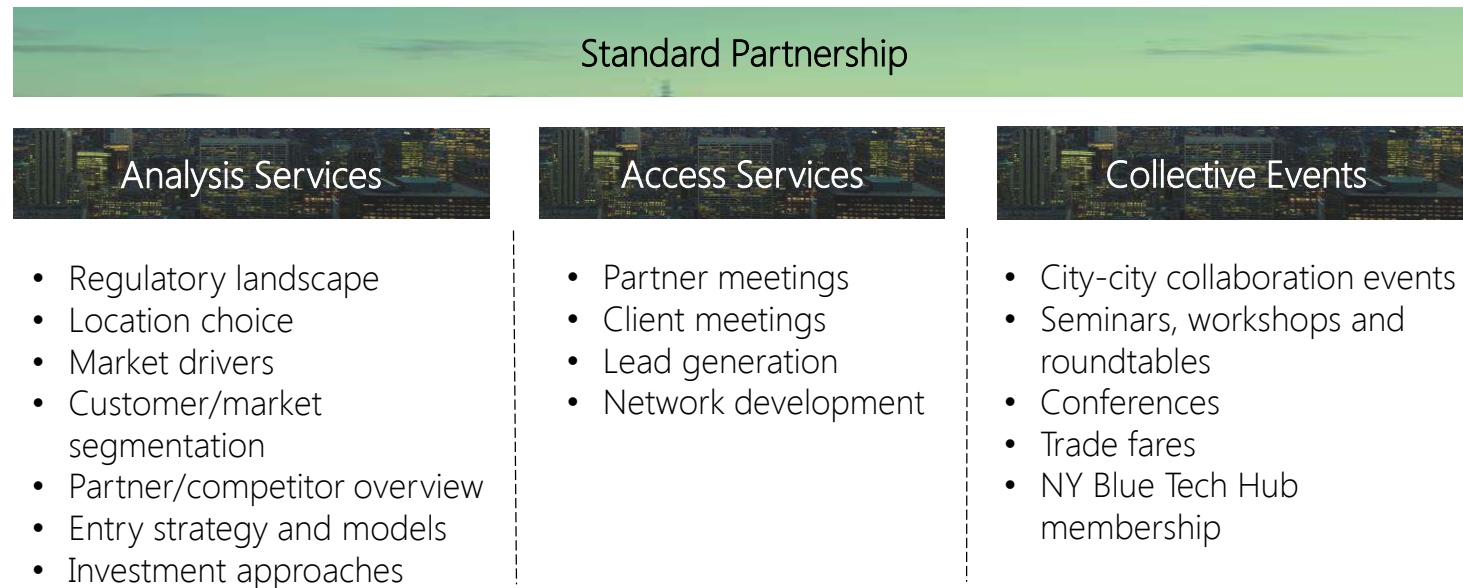 Standard Partnership
Analysis Services
• Regulatory landscape
• Location choice
• Market drivers
• Customer/market
segmentation
• Partner/competitor overview
• Entry strategy and models
• Investment approaches
Access Services
• Partner meetings
• Client meetings
• Lead generation
• Network development
Collective Events
• City-city collaboration events
• Seminars, workshops and
roundtables
• Conferences
• Trade fares
• NY Blue Tech Hub
membership